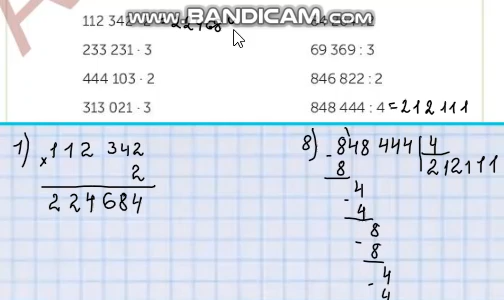 www.BANDICAM.com
112 342
233 231 · 3
69 369 : 3
444 103 · 2
846 822 : 2
313 021 · 3
848 444 : 4 = 212 111
1) 112 342
× 2
224684
8) 848 444 | 4
- 8 212111
4
- 4
8
- 8
4
- 4